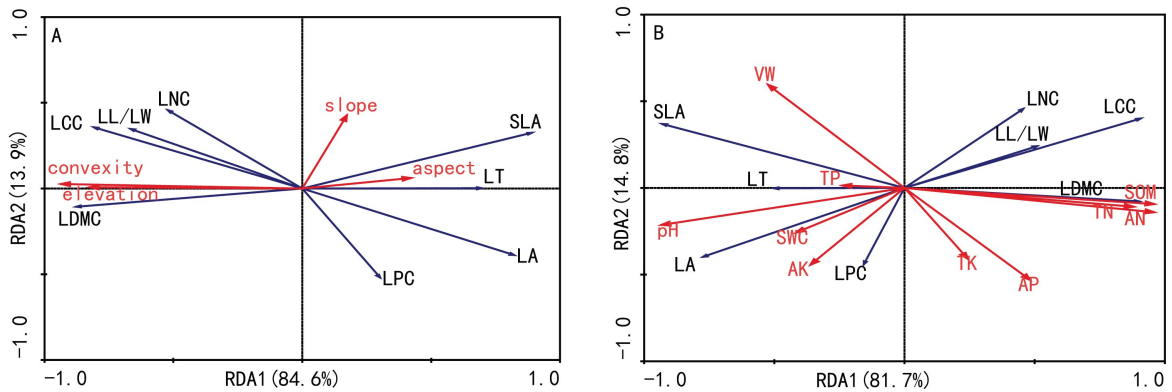 A
1.0
LNC
LL/LW
LCC
slope
SLA
convexity
aspect
LT
elevation
LDMC
LA
LPC
RDA2(13.9%)
-1.0
-1.0
RDA1(84.6%)
1.0
B
1.0
VW
SLA
LNC
LCC
LL/LW
LT
TP
LDMC
SOM
TN
AN
pH
SWC
LA
AK
LPC
TK
AP
RDA2(14.8%)
-1.0
-1.0
RDA1(81.7%)
1.0